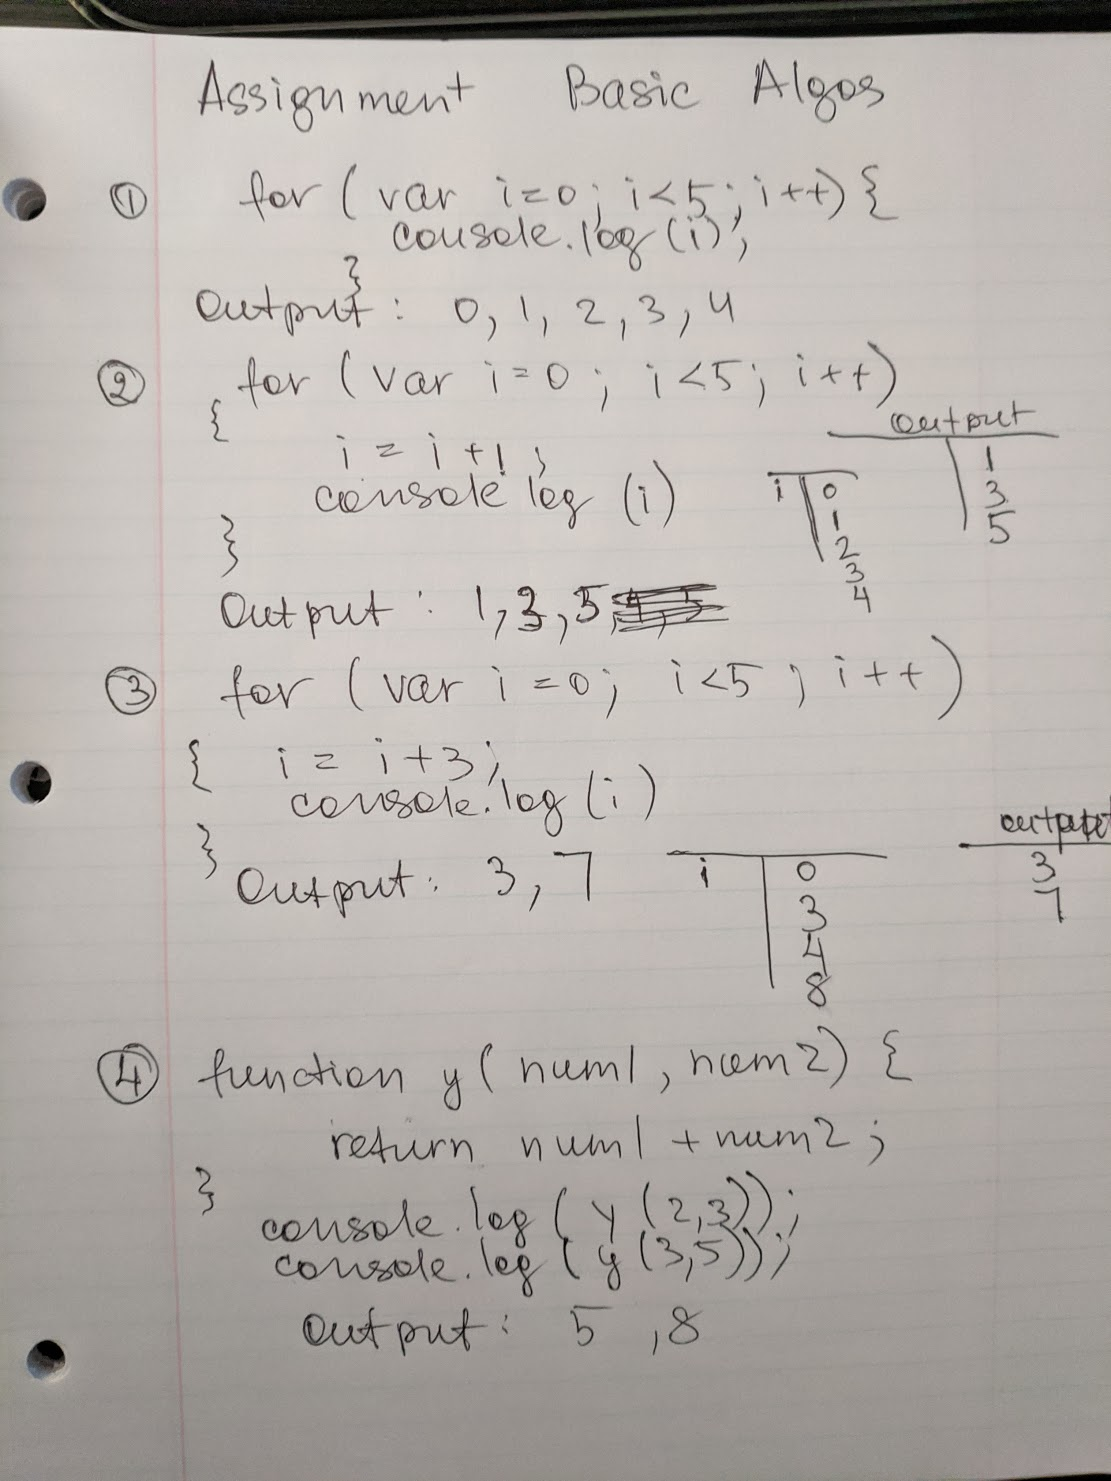 Assignment Basic Algos
① for ( var i=0; i<5; i++) {
console.log (i);
}
Output : 0, 1, 2, 3, 4
② for ( var i=0 ; i<5; i++)
{
i = i +1;
console log (i)
}
output
1
3
5
i 0
1
2
3
4
Output : 1, 3, 5
③ for ( var i=0; i<5 ; i++)
{ i = i+3;
console.log (i)
}
Output : 3, 7
i 0
3
4
8
output
3
7
④ function y ( num1, num2) {
return num1 + num2 ;
}
console.log ( y (2,3));
console.log ( y (3,5));
output : 5 , 8